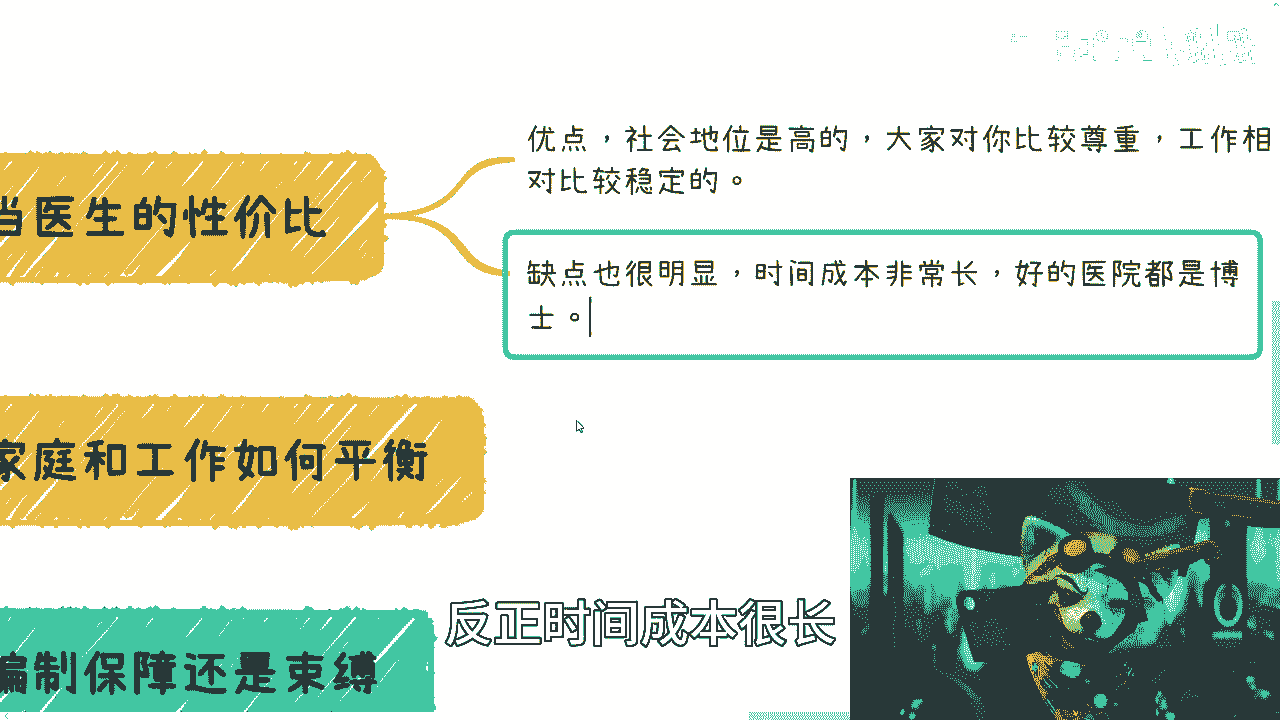 优点，社会地位是高的，大家对你比较尊重，工作相
对比较稳定的。
当医生的性价比
缺点也很明显，时间成本非常长，好的医院都是博
士。
家庭和工作如何平衡
反正时间成本很长
编制保障还是束缚